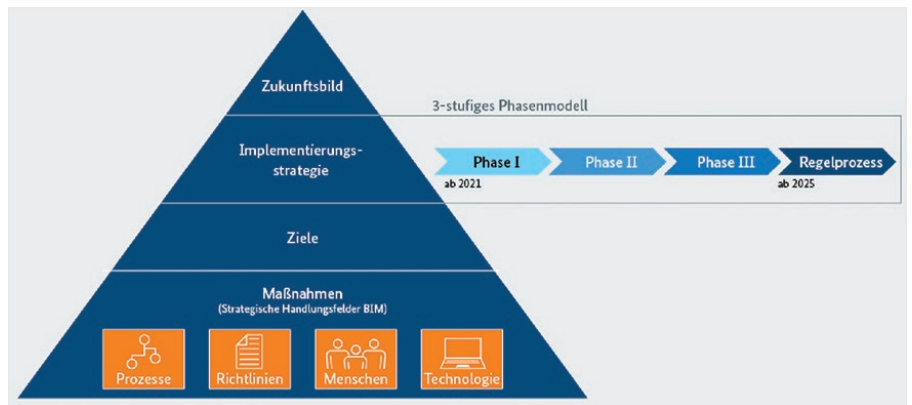 Zukunftsbild
3-stufiges Phasenmodell
Implementierungs-
strategie
Phase I
Phase II
Phase III
Regelprozess
ab 2021
ab 2025
Ziele
Maßnahmen
(Strategische Handlungsfelder BIM)
Prozesse
Richtlinien
Menschen
Technologie